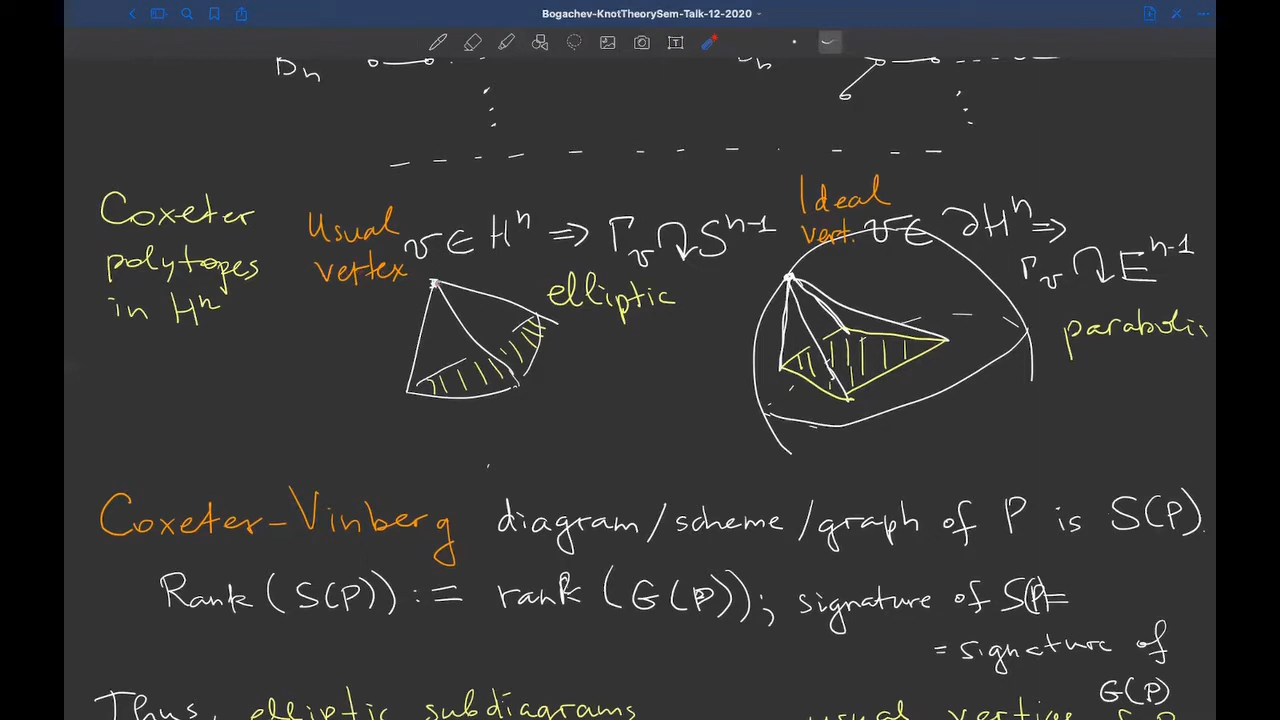 Bogachev-KnotTheorySem-Talk-12-2020
Dₙ
Coxeter polytopes in Hⁿ
Usual vertex
v ∈ Hⁿ ⇒ Γᵥ ↷ Sⁿ⁻¹
elliptic
Ideal vert.
v ∈ ∂Hⁿ ⇒
Γᵥ ↷ Eⁿ⁻¹
paraboli
Coxeter-Vinberg diagram/scheme/graph of P is S(P).
Rank(S(P)) := rank(G(P)); signature of S(P)=
= signature of
G(P)
Thus, elliptic subdiagrams usual vertices